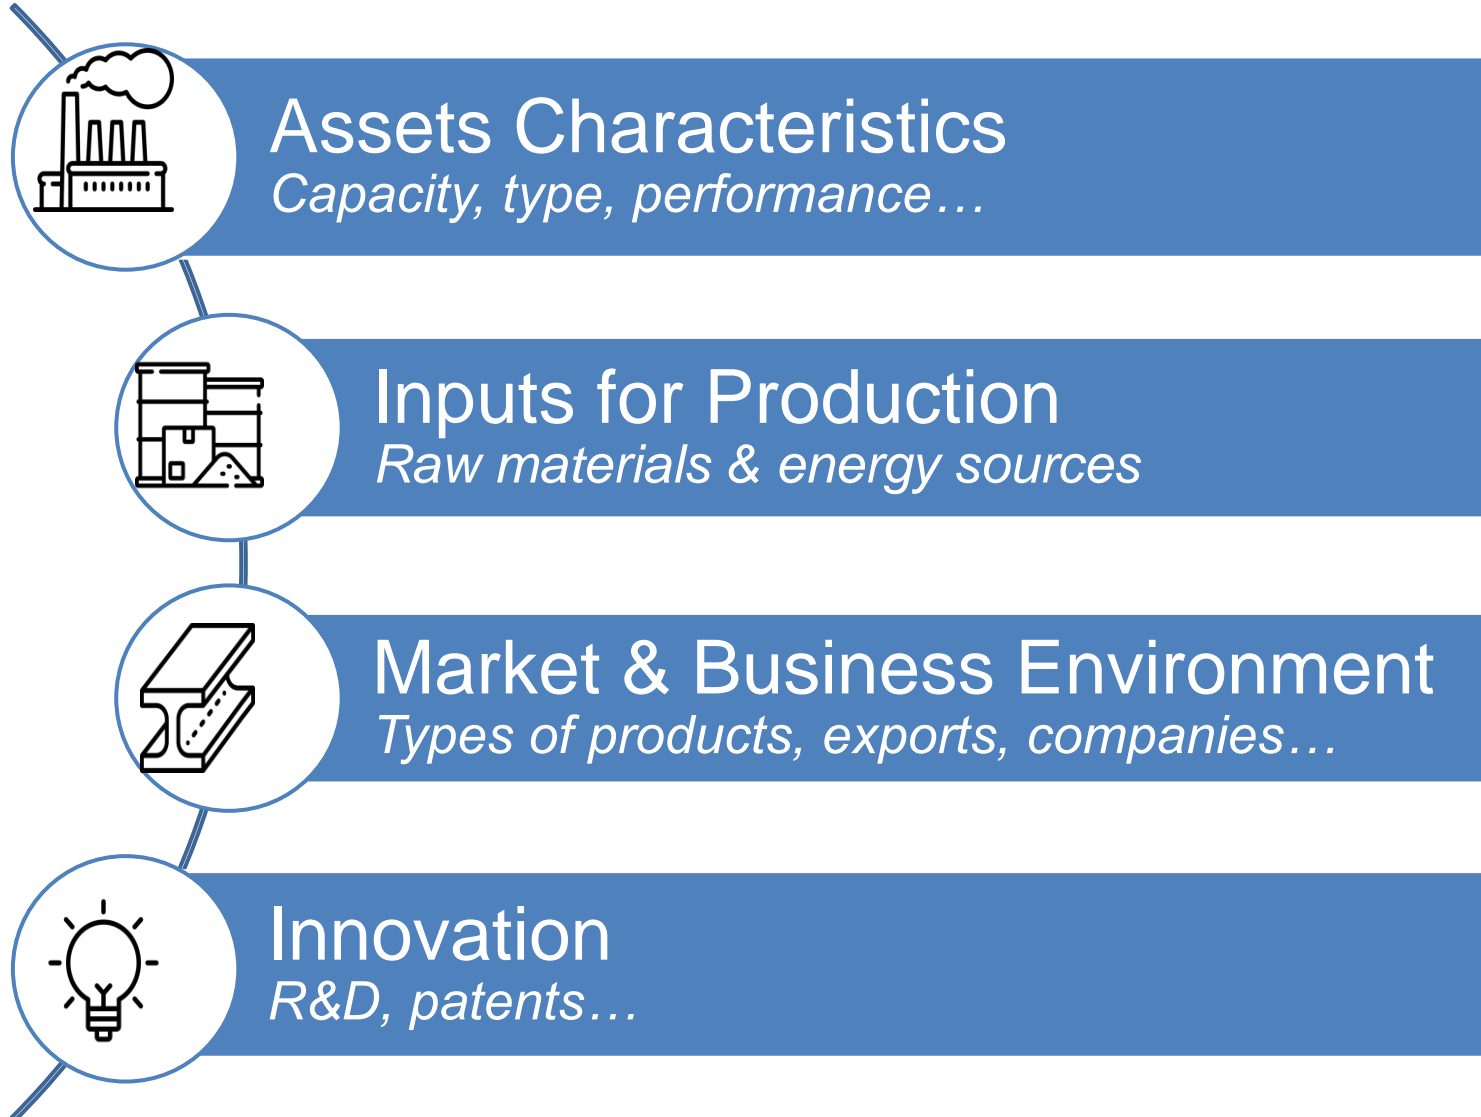 Assets Characteristics
Capacity, type, performance…
Inputs for Production
Raw materials & energy sources
Market & Business Environment
Types of products, exports, companies…
Innovation
R&D, patents…